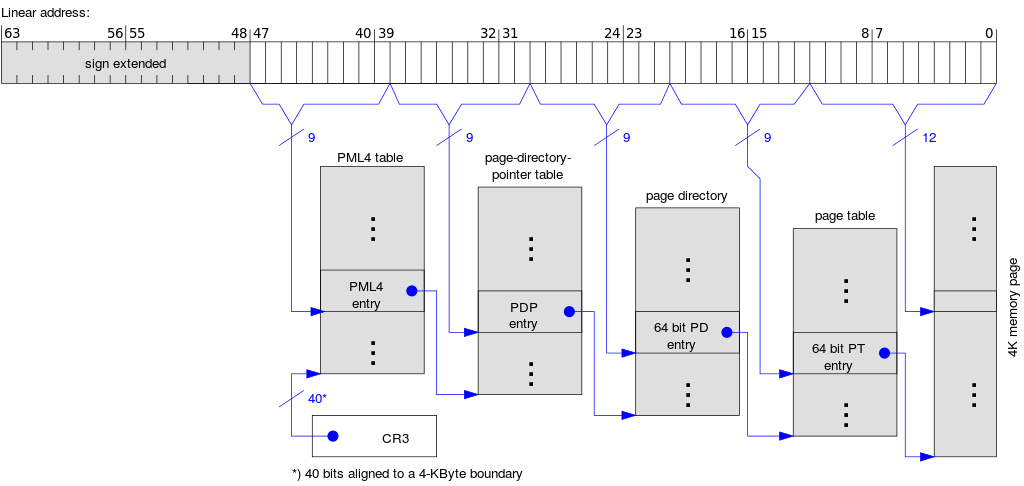 Linear address:
63 56 55 48 47 40 39 32 31 24 23 16 15 8 7 0
sign extended
9 9 9 9 12
PML4 table
page-directory-
pointer table
page directory
page table
PML4
entry
PDP
entry
64 bit PD
entry
64 bit PT
entry
4K memory page
40*
CR3
*) 40 bits aligned to a 4-KByte boundary